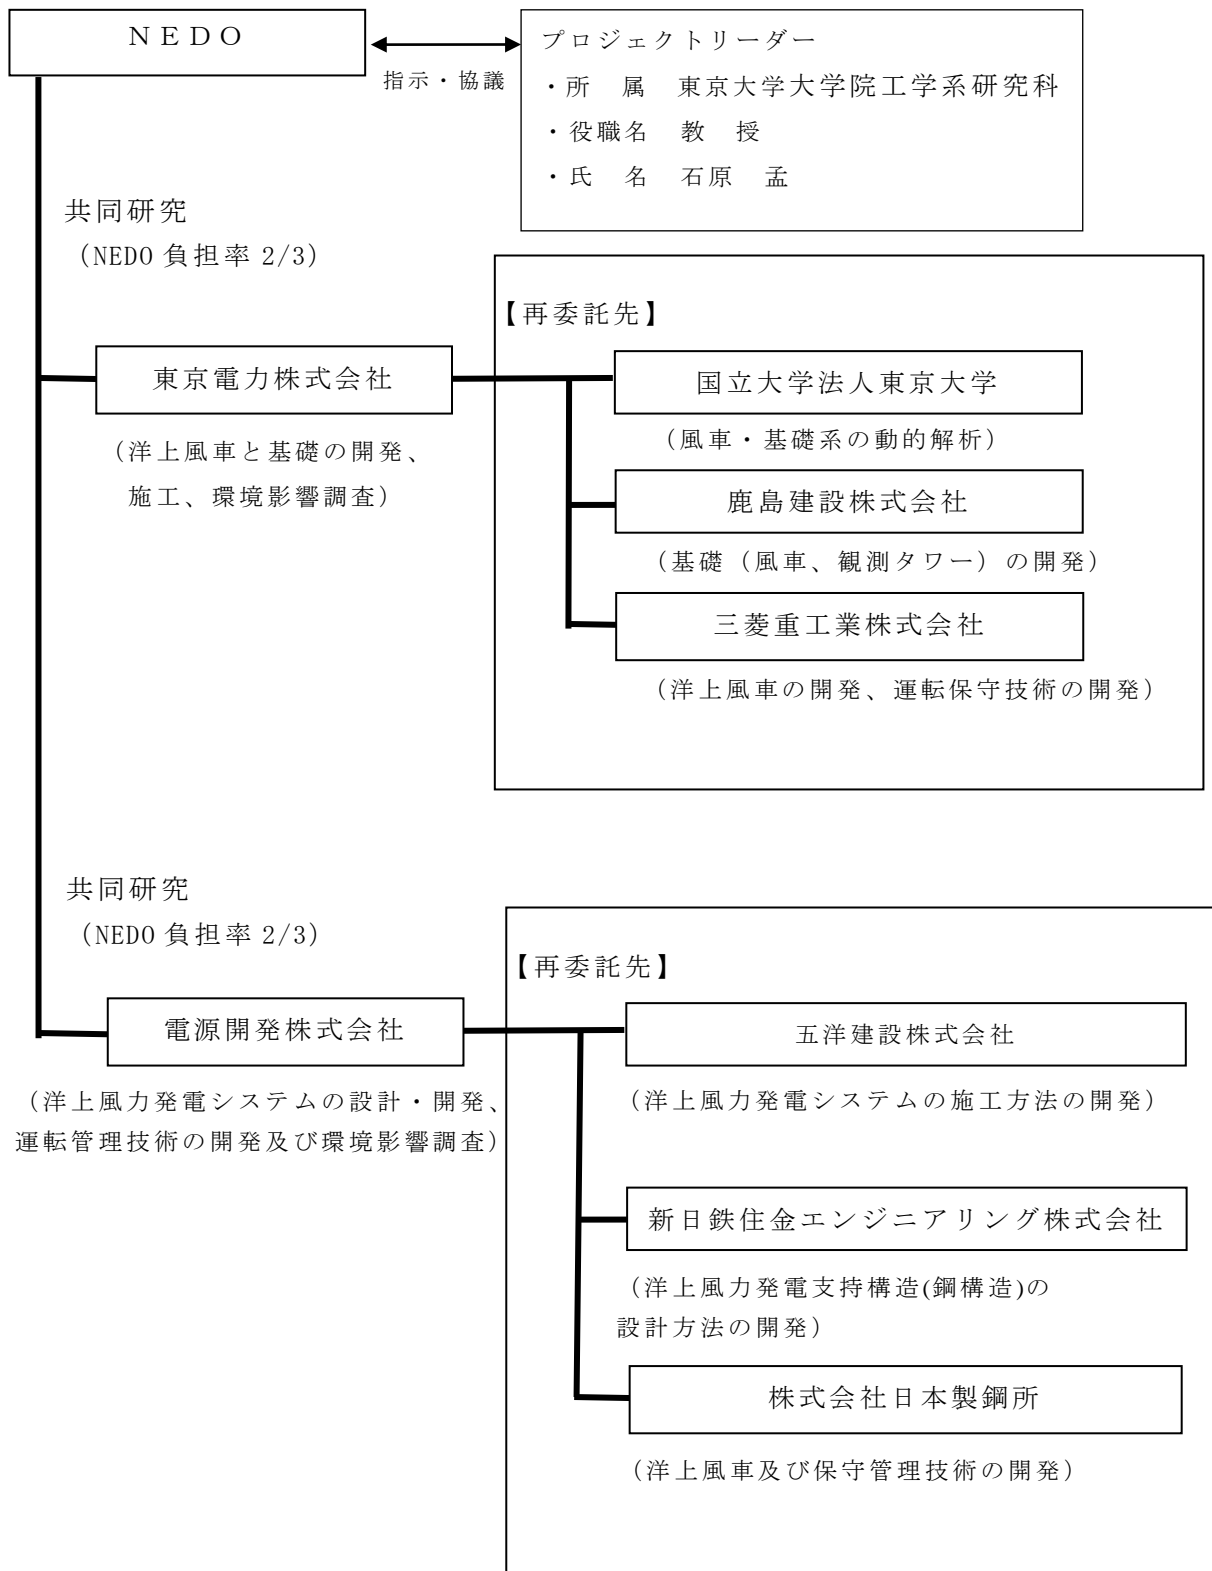 ＮＥＤＯ
指示・協議
プロジェクトリーダー
・所　属　東京大学大学院工学系研究科
・役職名　教　授
・氏　名　石原　孟
共同研究
（NEDO 負担率 2/3）
【再委託先】
東京電力株式会社
（洋上風車と基礎の開発、
施工、環境影響調査）
国立大学法人東京大学
（風車・基礎系の動的解析）
鹿島建設株式会社
（基礎（風車、観測タワー）の開発）
三菱重工業株式会社
（洋上風車の開発、運転保守技術の開発）
共同研究
（NEDO 負担率 2/3）
【再委託先】
電源開発株式会社
（洋上風力発電システムの設計・開発、
運転管理技術の開発及び環境影響調査）
五洋建設株式会社
（洋上風力発電システムの施工方法の開発）
新日鉄住金エンジニアリング株式会社
（洋上風力発電支持構造(鋼構造)の
設計方法の開発）
株式会社日本製鋼所
（洋上風車及び保守管理技術の開発）